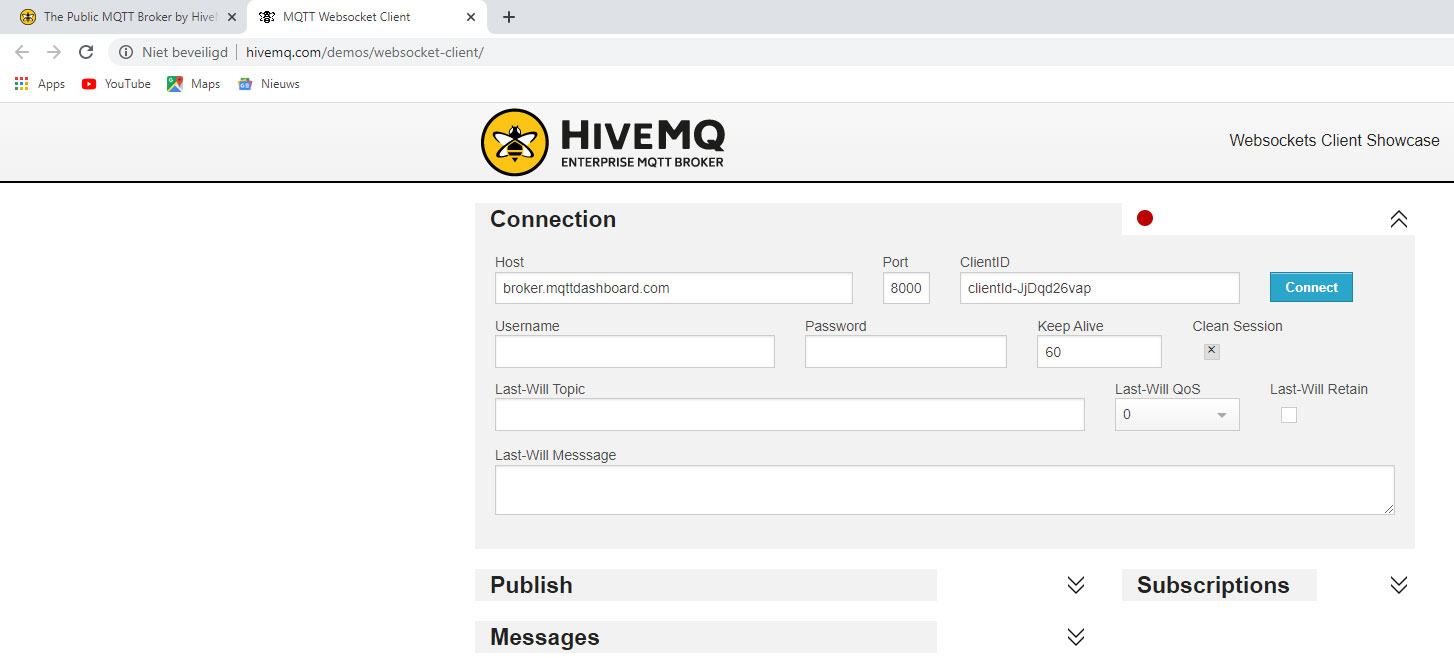 The Public MQTT Broker by Hive
MQTT Websocket Client
Niet beveiligd hivemq.com/demos/websocket-client/
Apps YouTube Maps Nieuws
HIVEMQ
ENTERPRISE MQTT BROKER
Websockets Client Showcase
Connection
Host Port ClientID
broker.mqttdashboard.com 8000 clientId-JjDqd26vap Connect
Username Password Keep Alive Clean Session
60
Last-Will Topic Last-Will QoS Last-Will Retain
0
Last-Will Messsage
Publish Subscriptions
Messages